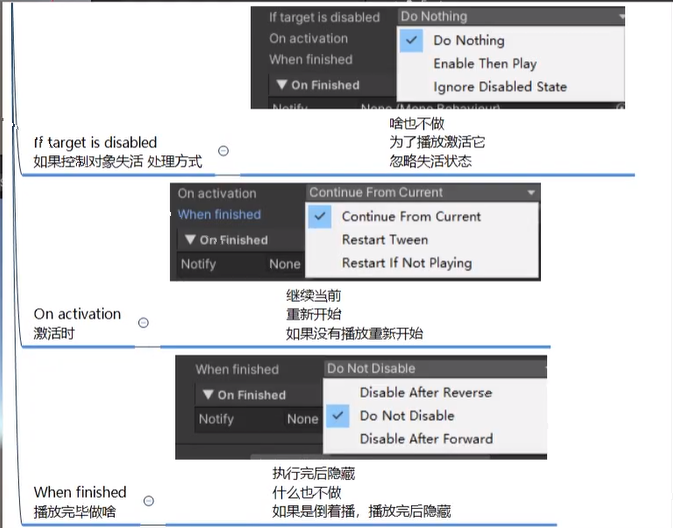 If target is disabled Do Nothing
On activation Do Nothing
When finished Enable Then Play
On Finished Ignore Disabled State
Notify None (Mono Behaviour)
啥也不做
If target is disabled 为了播放激活它
如果控制对象失活 处理方式 忽略失活状态
On activation Continue From Current
When finished Continue From Current
On Finished Restart Tween
Notify None Restart If Not Playing
继续当前
On activation 重新开始
激活时 如果没有播放重新开始
When finished Do Not Disable
On Finished Disable After Reverse
Notify None Do Not Disable
Disable After Forward
执行完后隐藏
When finished 什么也不做
播放完毕做啥 如果是倒着播，播放完后隐藏